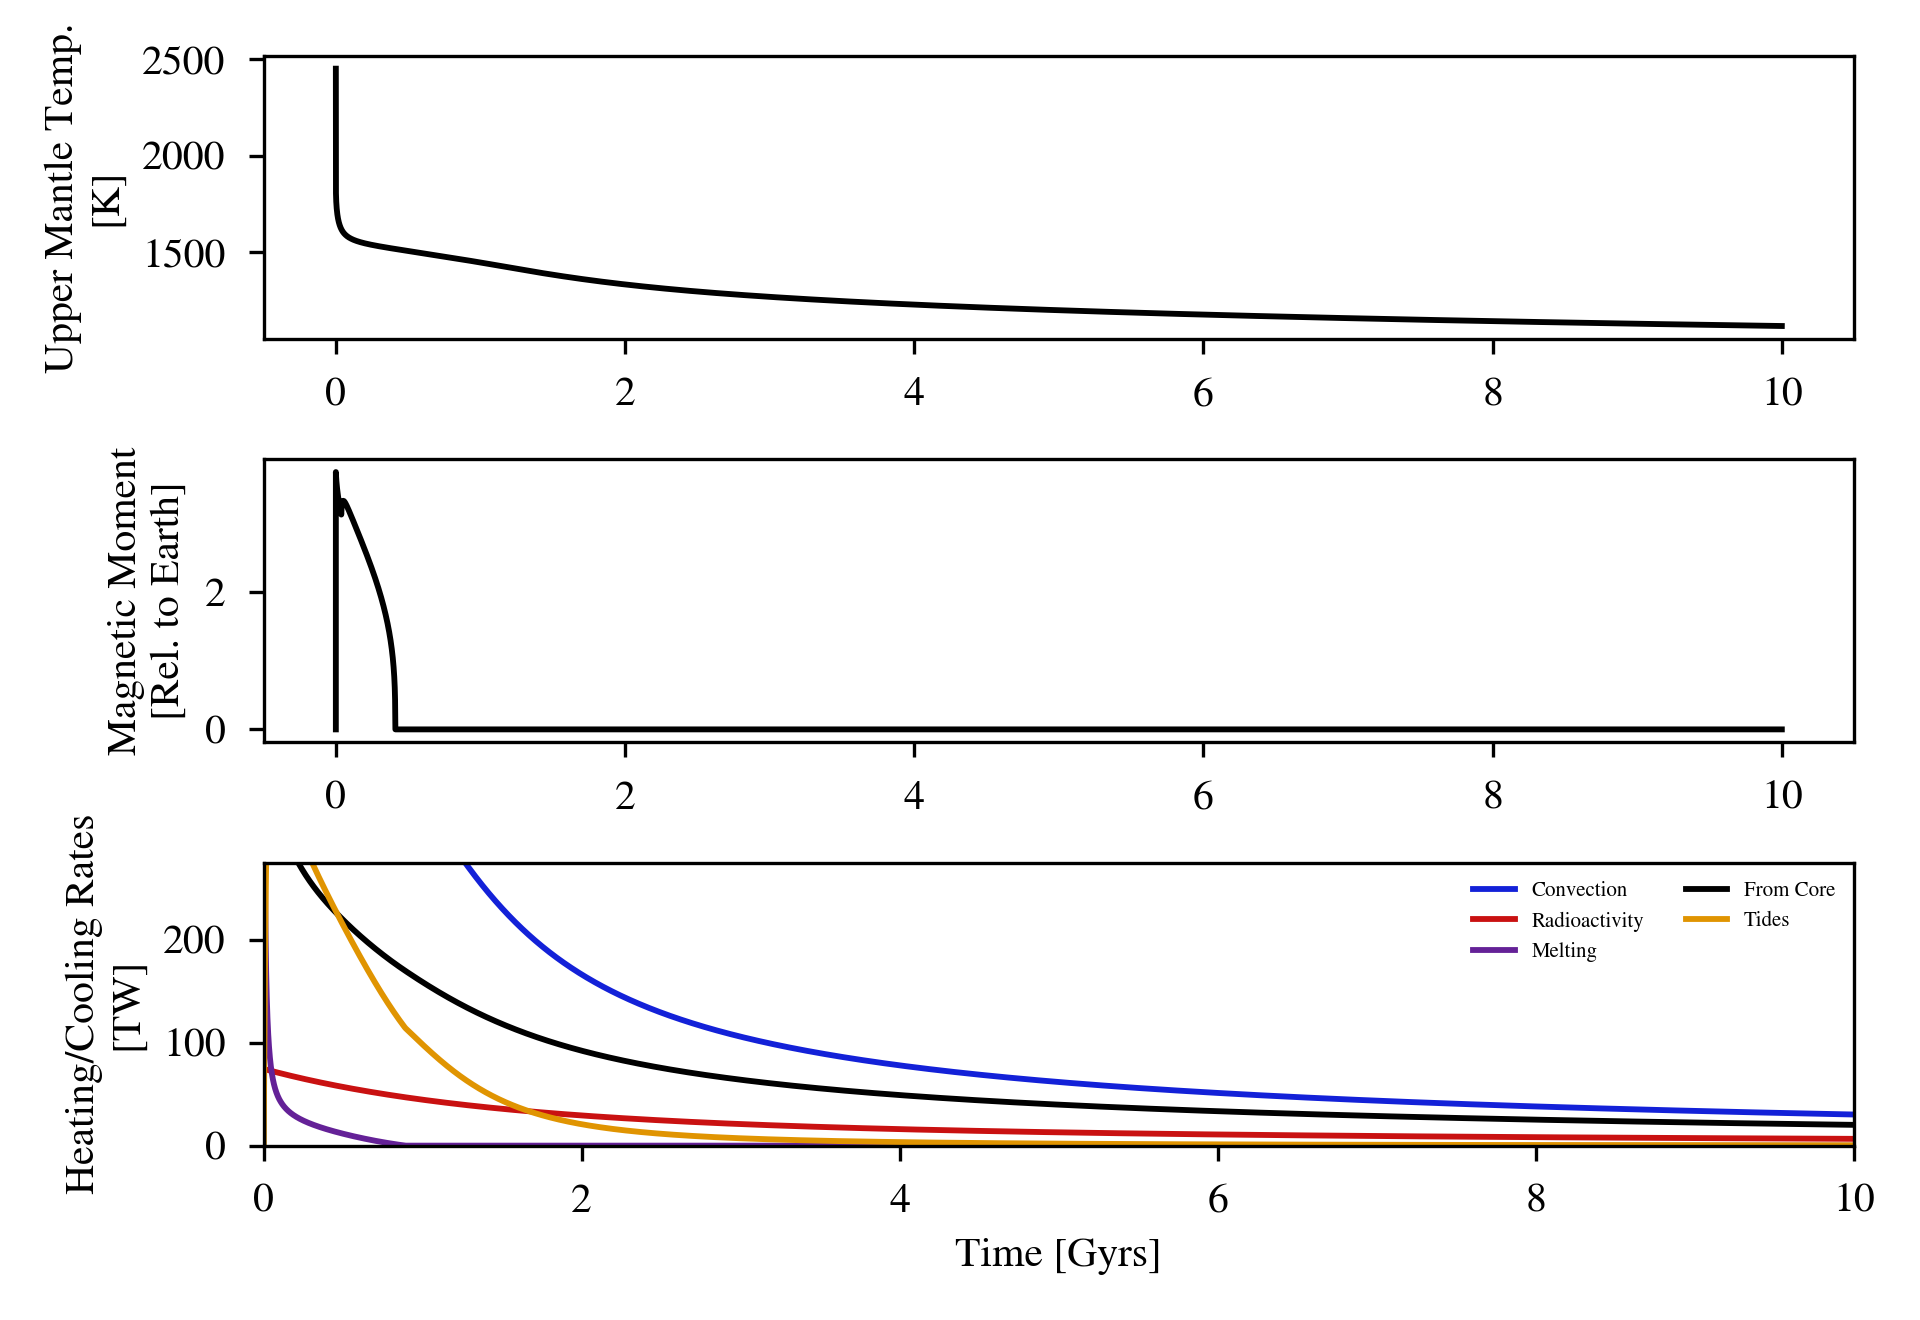 Upper Mantle Temp.
[K]
2500
2000
1500
0 2 4 6 8 10
Magnetic Moment
[Rel. to Earth]
2
0
0 2 4 6 8 10
Heating/Cooling Rates
[TW]
200
100
0
Convection
Radioactivity
Melting
From Core
Tides
0 2 4 6 8 10
Time [Gyrs]